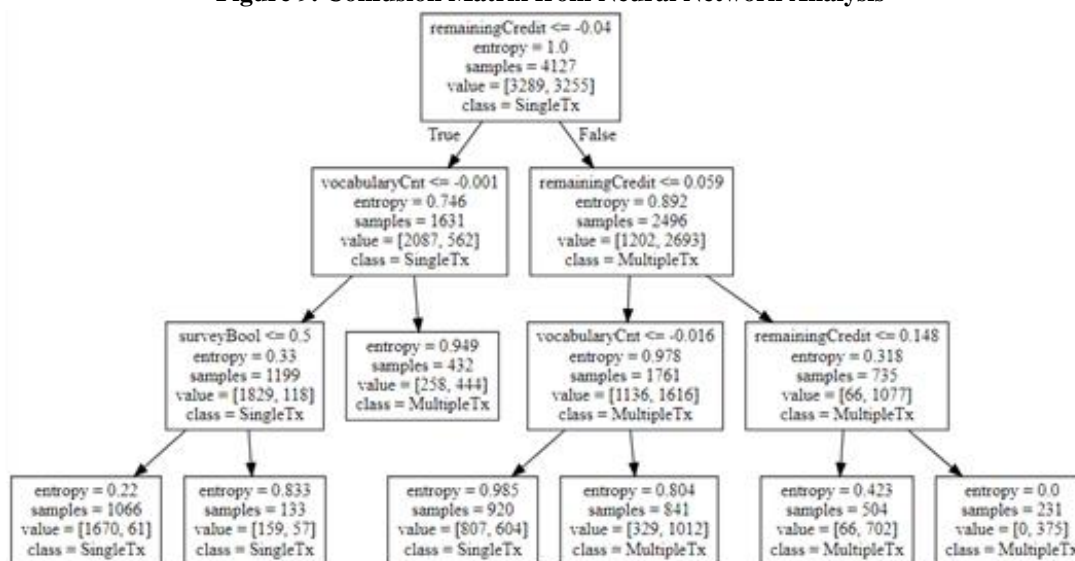 Figure 9: Confusion Matrix from Neural Network Analysis
remainingCredit <= -0.04
entropy = 1.0
samples = 4127
value = [3289, 3255]
class = SingleTx
True
False
vocabularyCnt <= -0.001
entropy = 0.746
samples = 1631
value = [2087, 562]
class = SingleTx
remainingCredit <= 0.059
entropy = 0.892
samples = 2496
value = [1202, 2693]
class = MultipleTx
surveyBool <= 0.5
entropy = 0.33
samples = 1199
value = [1829, 118]
class = SingleTx
entropy = 0.949
samples = 432
value = [258, 444]
class = MultipleTx
vocabularyCnt <= -0.016
entropy = 0.978
samples = 1761
value = [1136, 1616]
class = MultipleTx
remainingCredit <= 0.148
entropy = 0.318
samples = 735
value = [66, 1077]
class = MultipleTx
entropy = 0.22
samples = 1066
value = [1670, 61]
class = SingleTx
entropy = 0.833
samples = 133
value = [159, 57]
class = SingleTx
entropy = 0.985
samples = 920
value = [807, 604]
class = SingleTx
entropy = 0.804
samples = 841
value = [329, 1012]
class = MultipleTx
entropy = 0.423
samples = 504
value = [66, 702]
class = MultipleTx
entropy = 0.0
samples = 231
value = [0, 375]
class = MultipleTx